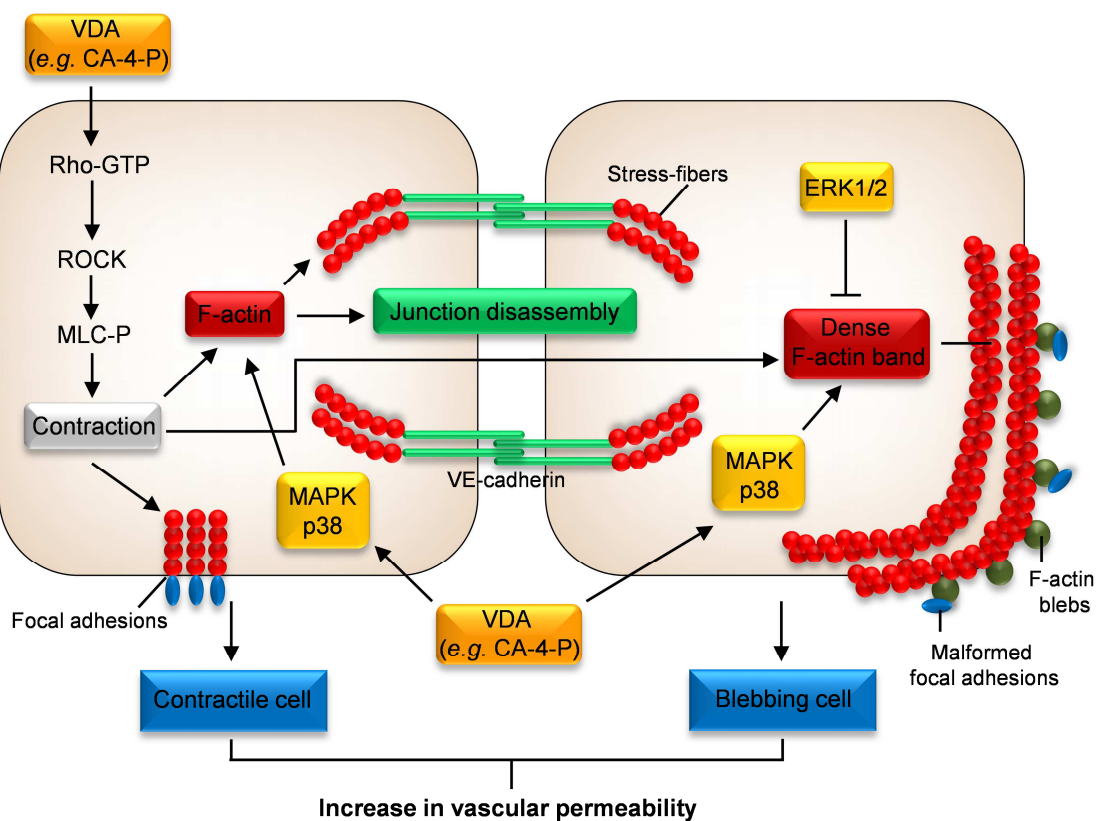 VDA
(e.g. CA-4-P)
Rho-GTP
ROCK
MLC-P
Contraction
F-actin
Junction disassembly
Stress-fibers
ERK1/2
Dense
F-actin band
VE-cadherin
MAPK
p38
MAPK
p38
Focal adhesions
VDA
(e.g. CA-4-P)
F-actin
blebs
Malformed
focal adhesions
Contractile cell
Blebbing cell
Increase in vascular permeability